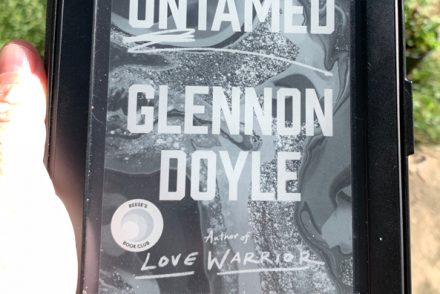 UNTAMED
GLENNON
DOYLE
REESE'S
BOOK CLUB
Author of
LOVE WARRIOR